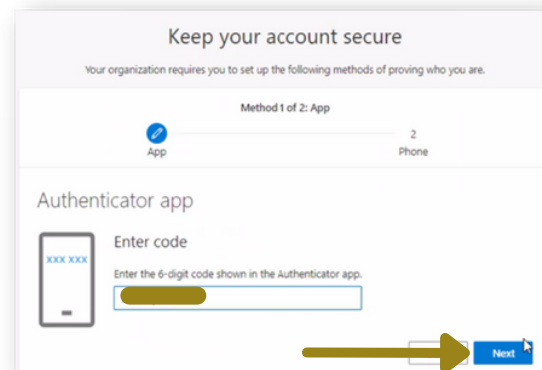 Keep your account secure
Your organization requires you to set up the following methods of proving who you are.
Method 1 of 2: App
2
App
Phone
Authenticator app
Enter code
XXX XXX
Enter the 6-digit code shown in the Authenticator app.
Next